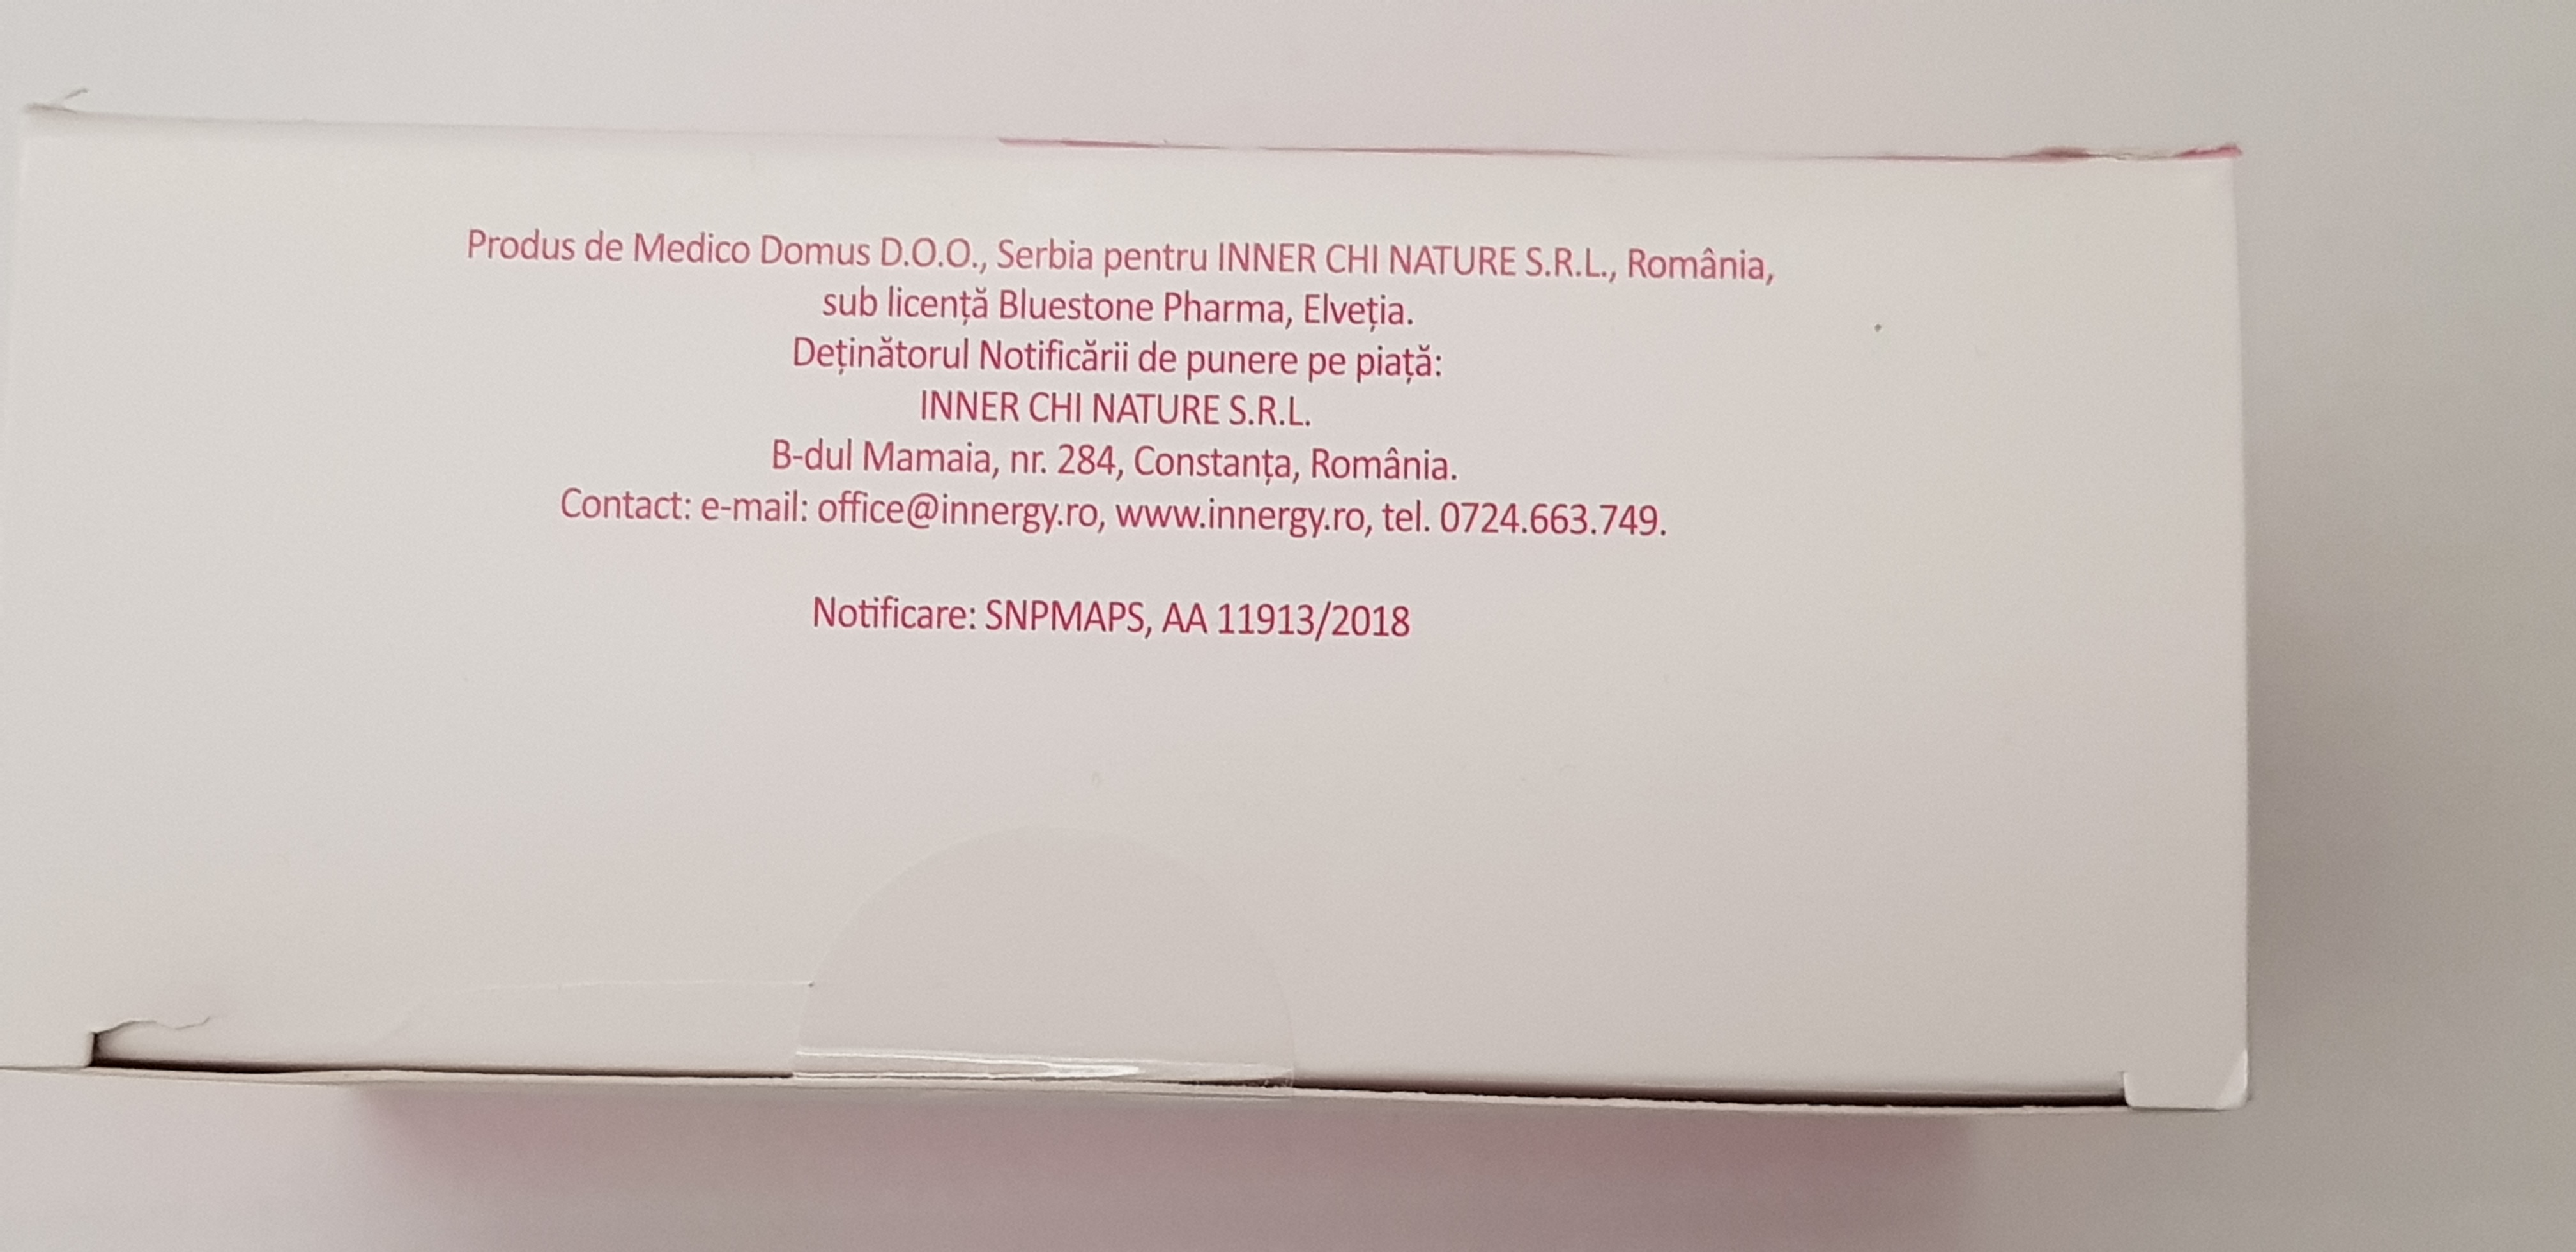 Produs de Medico Domus D.O.O., Serbia pentru INNER CHI NATURE S.R.L., România,
sub licență Bluestone Pharma, Elveția.
Deținătorul Notificării de punere pe piață:
INNER CHI NATURE S.R.L.
B-dul Mamaia, nr. 284, Constanța, România.
Contact: e-mail: office@innergy.ro, www.innergy.ro, tel. 0724.663.749.
Notificare: SNPMAPS, AA 11913/2018